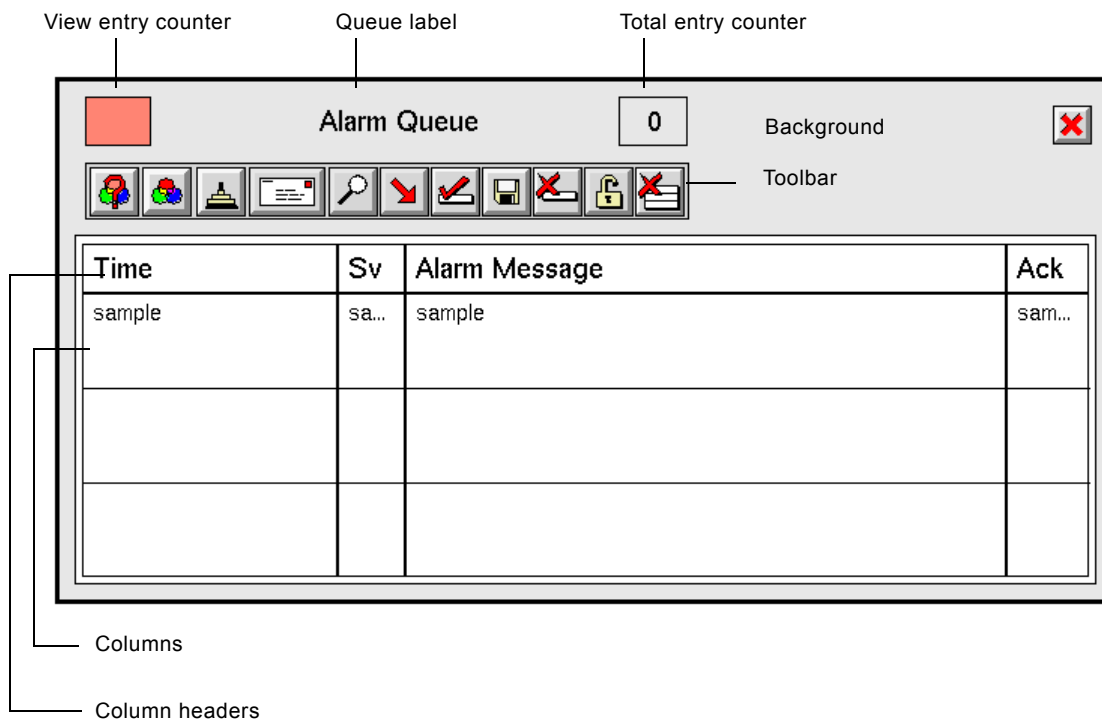 View entry counter Queue label Total entry counter
Alarm Queue 0 Background
Toolbar
Time Sv Alarm Message Ack
sample sa... sample sam...
Columns
Column headers